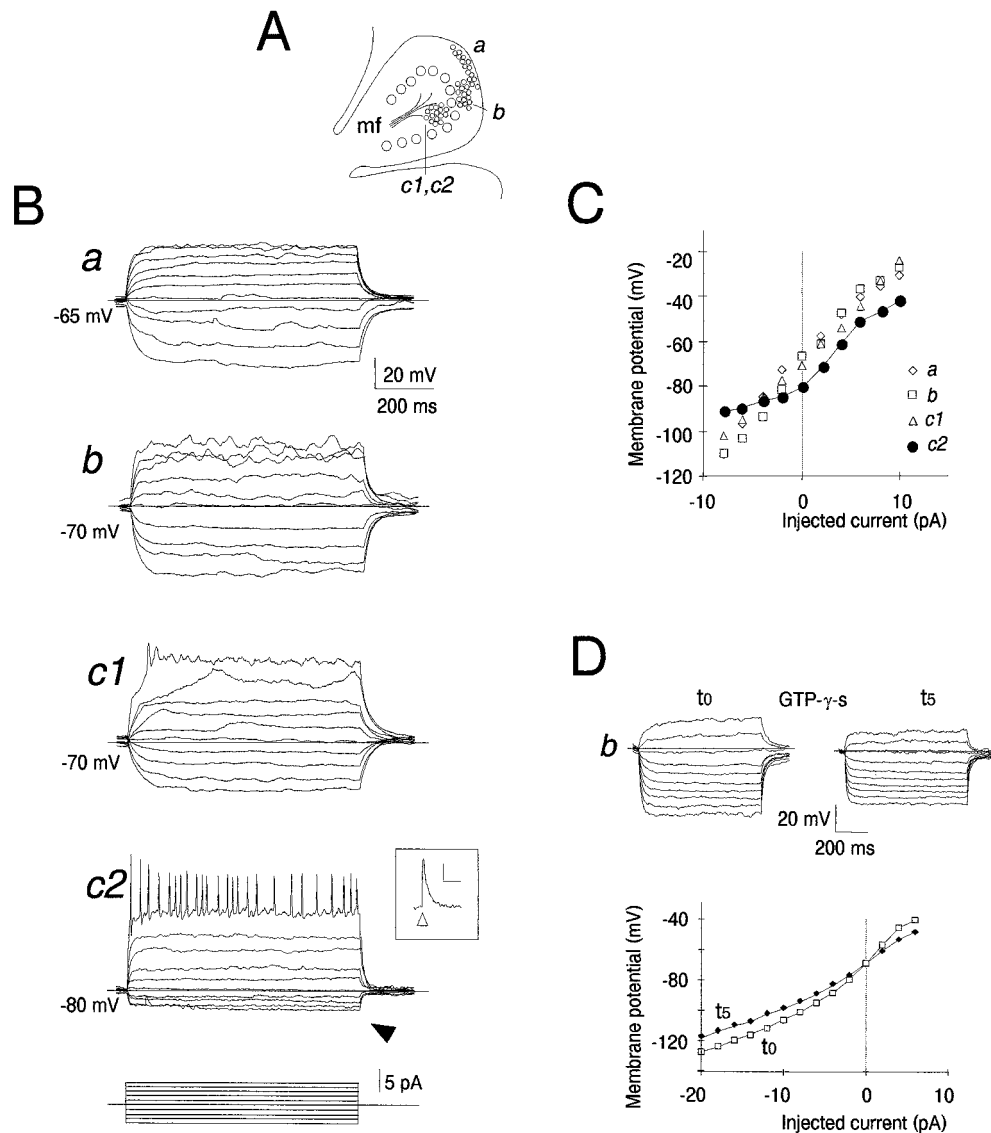 A
a
b
mf
c1,c2
B
a
-65 mV
20 mV
200 ms
b
-70 mV
c1
-70 mV
c2
-80 mV
5 pA
C
Membrane potential (mV)
-20
-40
-60
-80
-100
-120
-10
0
10
Injected current (pA)
a
b
c1
c2
D
t0
GTP-γ-s
t5
b
20 mV
200 ms
Membrane potential (mV)
-40
-80
-120
t5
t0
-20
-10
0
10
Injected current (pA)